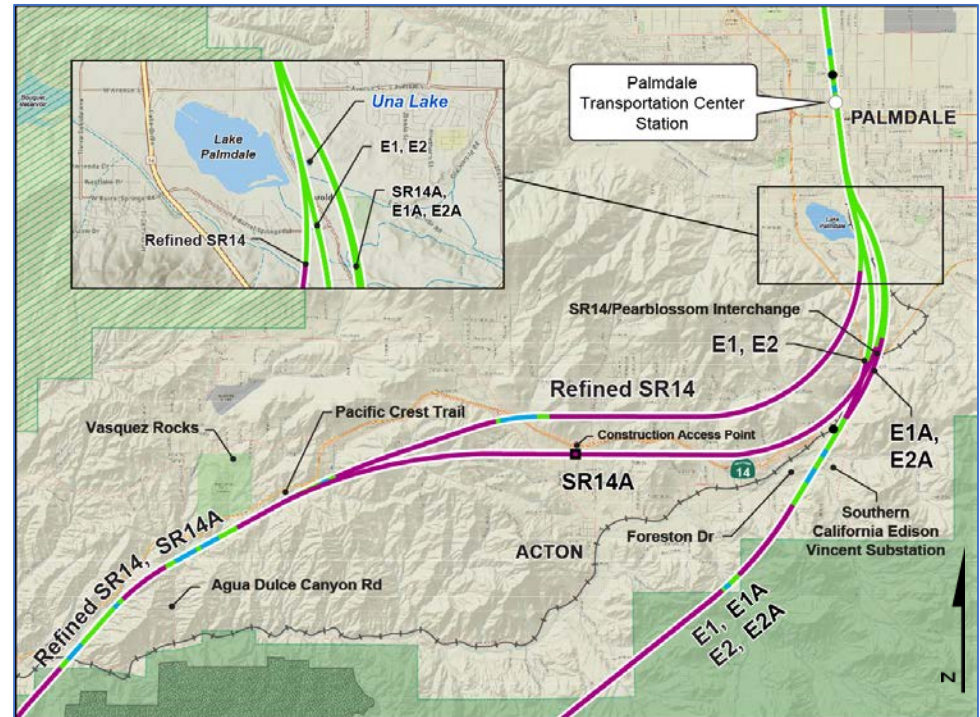 Palmdale
Transportation Center
Station
PALMDALE
Una Lake
Lake
Palmdale
E1, E2
SR14A,
E1A, E2A
Refined SR14
Lake
Palmdale
SR14/Pearblossom Interchange
E1, E2
Refined SR14
Pacific Crest Trail
Vasquez Rocks
Construction Access Point
E1A,
E2A
SR14A
14
Southern
California Edison
Vincent Substation
Foreston Dr
Refined SR14, SR14A
ACTON
Agua Dulce Canyon Rd
E1, E1A
E2, E2A
N